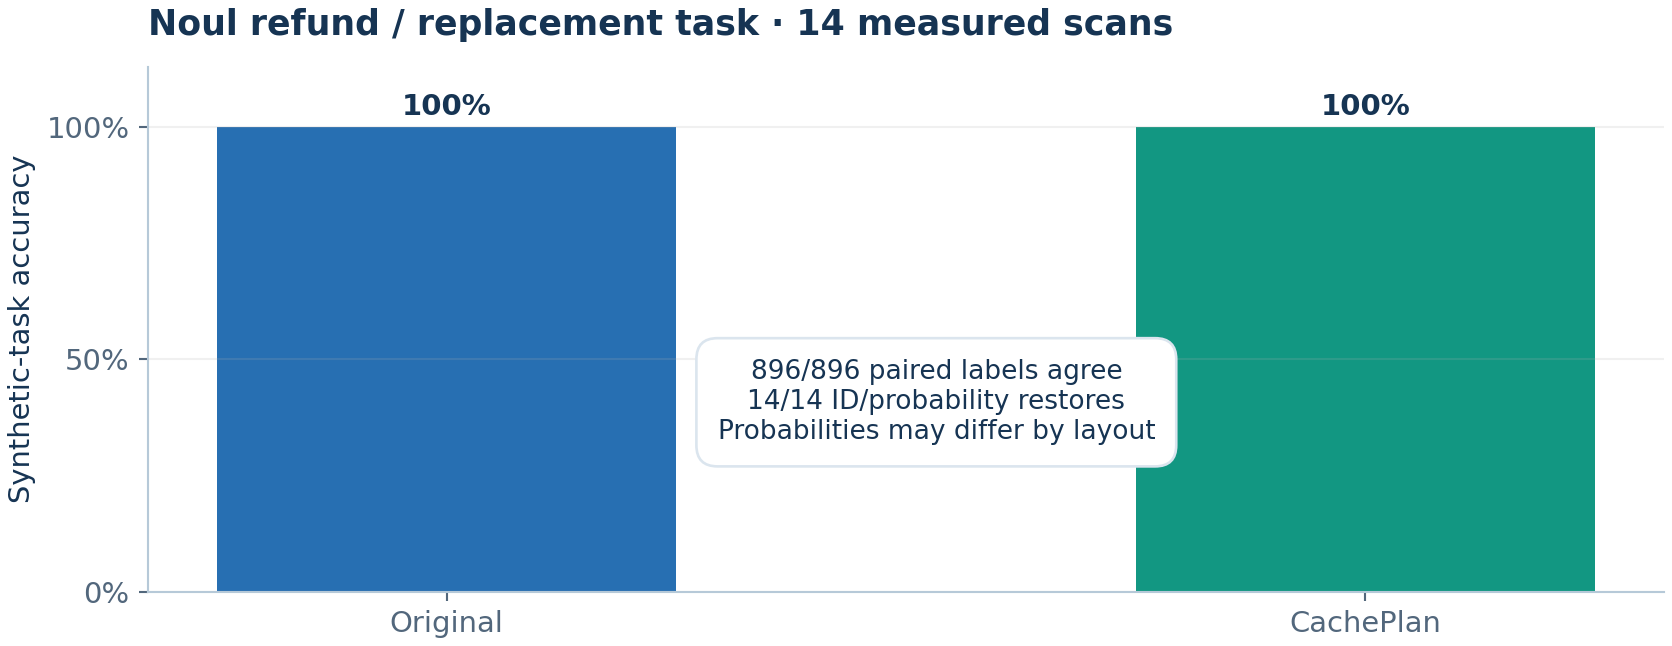 Noul refund / replacement task · 14 measured scans
Synthetic-task accuracy
100%
50%
0%
100%
100%
896/896 paired labels agree
14/14 ID/probability restores
Probabilities may differ by layout
Original
CachePlan